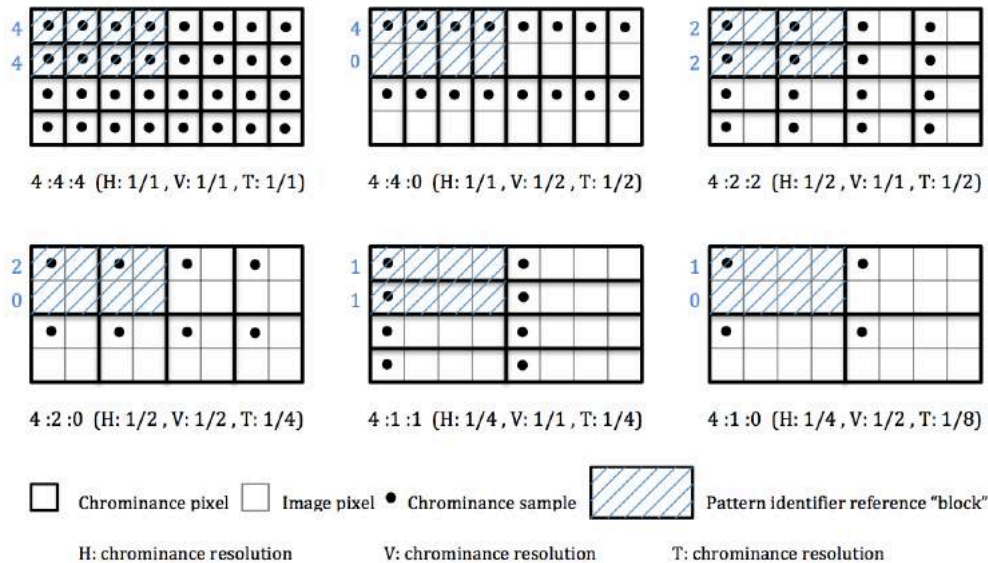 4
4
4 :4 :4 (H: 1/1 , V: 1/1 , T: 1/1)
4
0
4 :4 :0 (H: 1/1 , V: 1/2 , T: 1/2)
2
2
4 :2 :2 (H: 1/2 , V: 1/1 , T: 1/2)
2
0
4 :2 :0 (H: 1/2 , V: 1/2 , T: 1/4)
1
1
4 :1 :1 (H: 1/4 , V: 1/1 , T: 1/4)
1
0
4 :1 :0 (H: 1/4 , V: 1/2 , T: 1/8)
Chrominance pixel
Image pixel
Chrominance sample
Pattern identifier reference “block”
H: chrominance resolution
V: chrominance resolution
T: chrominance resolution